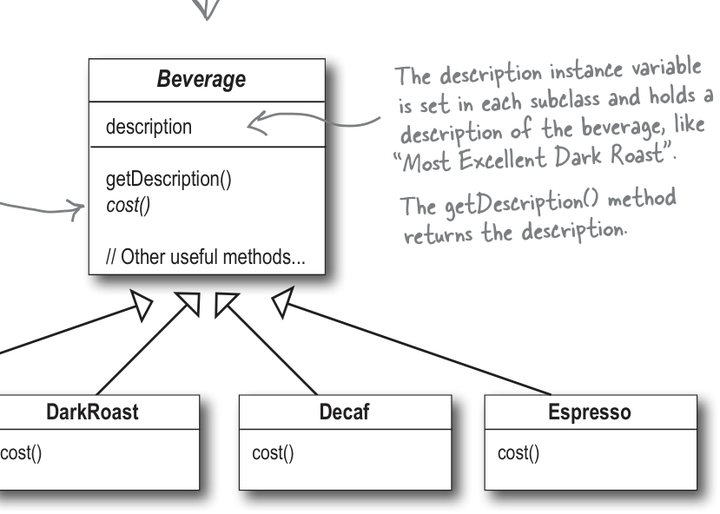 Beverage
description
getDescription()
cost()
// Other useful methods...
The description instance variable
is set in each subclass and holds a
description of the beverage, like
“Most Excellent Dark Roast”.
The getDescription() method
returns the description.
DarkRoast
cost()
Decaf
cost()
Espresso
cost()